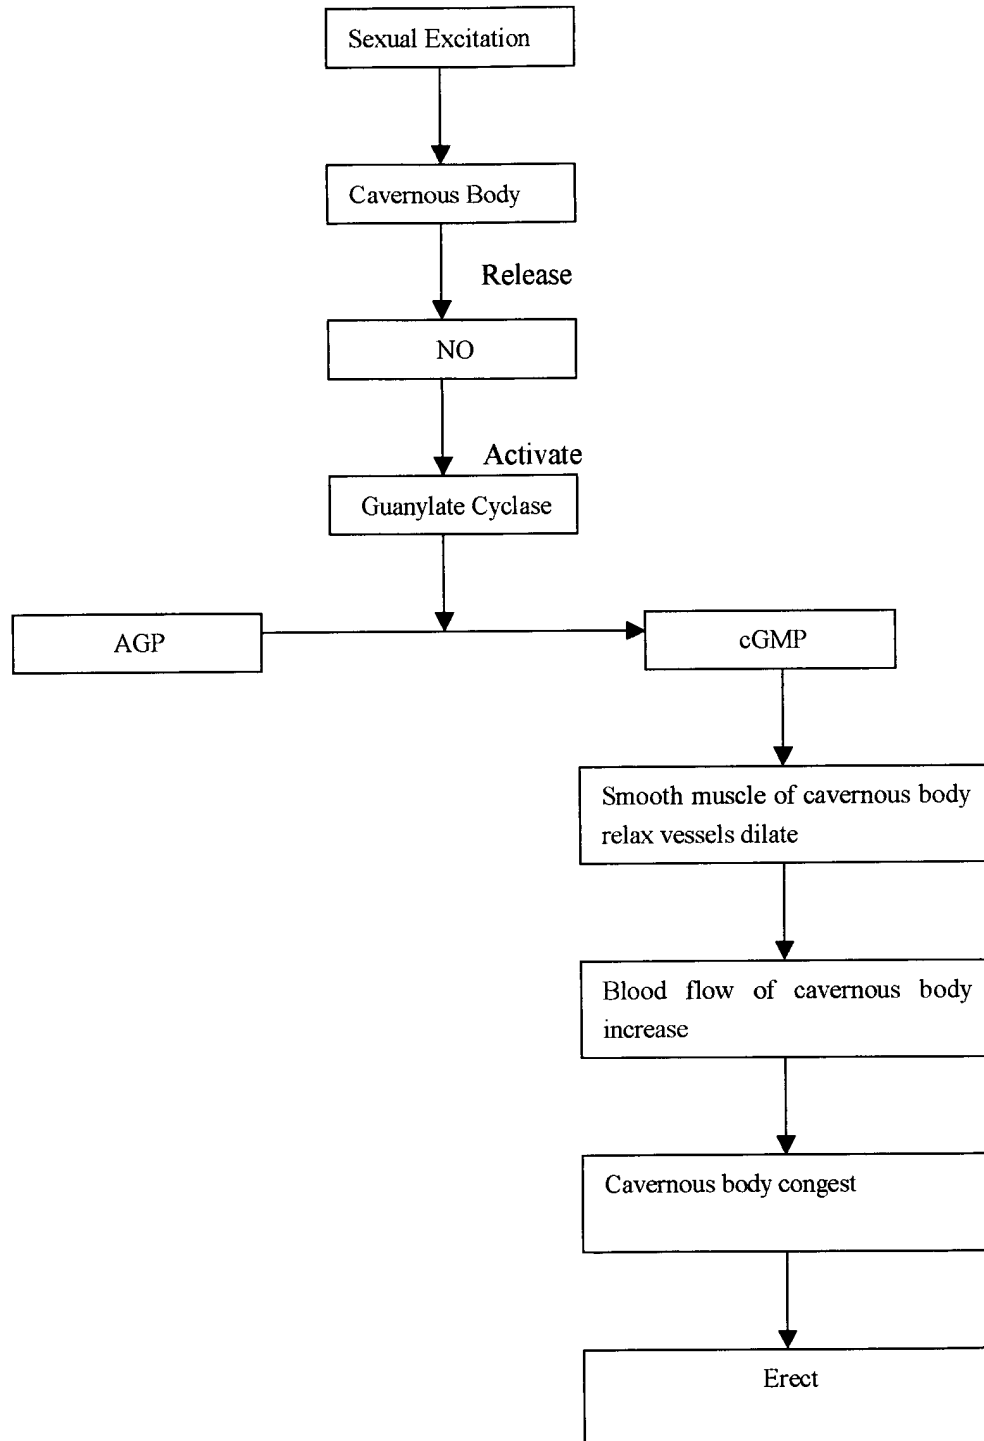 Sexual Excitation
Cavernous Body
Release
NO
Activate
Guanylate Cyclase
AGP
cGMP
Smooth muscle of cavernous body
relax vessels dilate
Blood flow of cavernous body
increase
Cavernous body congest
Erect